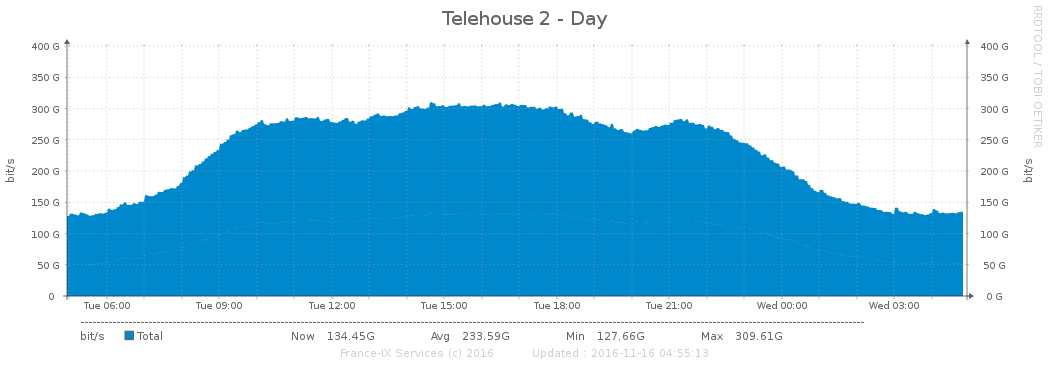 Telehouse 2 - Day
RRDTOOL / TOBI OETIKER
bit/s
400 G 400 G
350 G 350 G
300 G 300 G
250 G 250 G
200 G 200 G
150 G 150 G
100 G 100 G
50 G 50 G
0 0 G
bit/s
Tue 06:00 Tue 09:00 Tue 12:00 Tue 15:00 Tue 18:00 Tue 21:00 Wed 00:00 Wed 03:00
bit/s Total Now 134.45G Avg 233.59G Min 127.66G Max 309.61G
France-IX Services (c) 2016 Updated : 2016-11-16 04:55:13